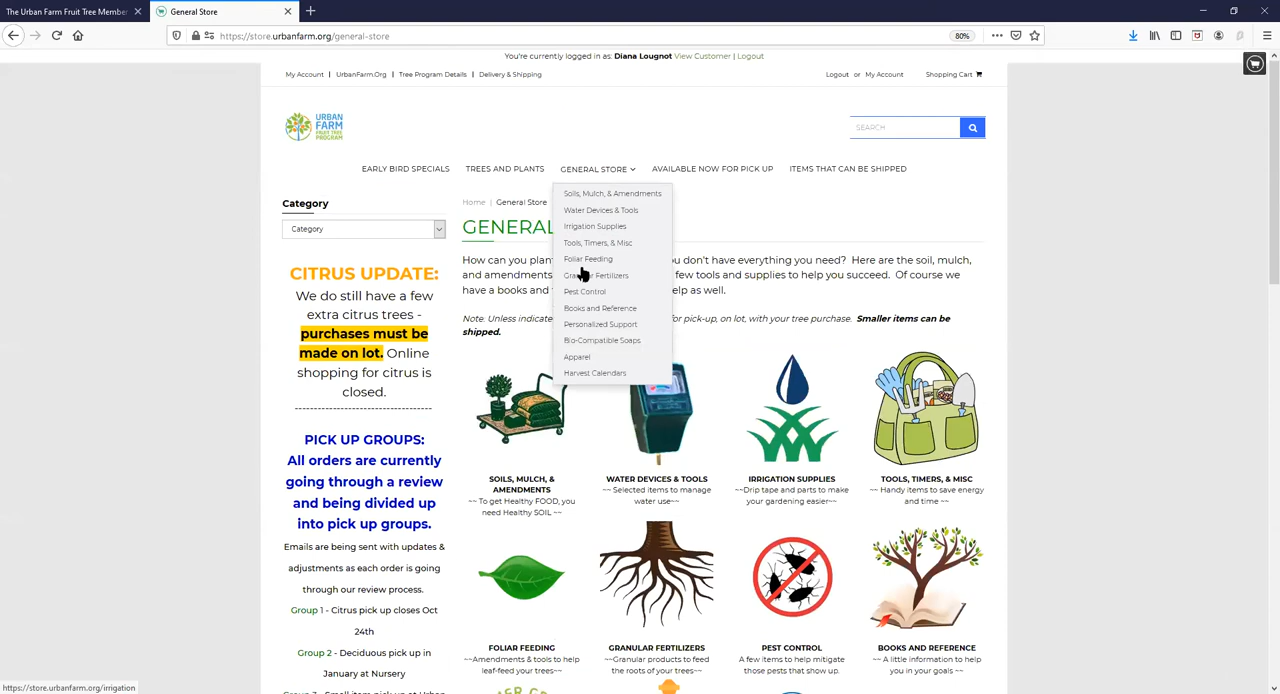 The Urban Farm Fruit Tree Member
General Store
https://store.urbanfarm.org/general-store
80%
You're currently logged in as: Diana Lougnot View Customer | Logout
My Account | UrbanFarm.Org | Tree Program Details | Delivery & Shipping
Logout or My Account Shopping Cart
URBAN
FARM
FRUIT TREE
PROGRAM
SEARCH
EARLY BIRD SPECIALS TREES AND PLANTS GENERAL STORE AVAILABLE NOW FOR PICK UP ITEMS THAT CAN BE SHIPPED
Soils, Mulch, & Amendments
Water Devices & Tools
Irrigation Supplies
Tools, Timers, & Misc
Foliar Feeding
Fertilizers
Pest Control
Books and Reference
Personalized Support
Bio-Compatible Soaps
Apparel
Harvest Calendars
Category
Category
CITRUS UPDATE:
We do still have a few
extra citrus trees -
purchases must be
made on lot. Online
shopping for citrus is
closed.
--------------------------------
PICK UP GROUPS:
All orders are currently
going through a review
and being divided up
into pick up groups.
Emails are being sent with updates &
adjustments as each order is going
through our review process.
Group 1 - Citrus pick up closes Oct
24th
Group 2 - Deciduous pick up in
January at Nursery
Home | General Store
GENERAL
How can you plant you don't have everything you need? Here are the soil, mulch,
and amendments few tools and supplies to help you succeed. Of course we
have a books and help as well.
Note. Unless indicate for pick-up, on lot, with your tree purchase. Smaller items can be
shipped.
SOILS, MULCH, &
AMENDMENTS
~~ To get Healthy FOOD, you
need Healthy SOIL ~~
WATER DEVICES & TOOLS
~~ Selected items to manage
water use~~
IRRIGATION SUPPLIES
~~Drip tape and parts to make
your gardening easier~~
TOOLS, TIMERS, & MISC
~~ Handy items to save energy
and time ~~
FOLIAR FEEDING
~~Amendments & tools to help
leaf-feed your trees~~
GRANULAR FERTILIZERS
~~Granular products to feed
the roots of your trees~~
PEST CONTROL
A few items to help mitigate
those pests that show up.
BOOKS AND REFERENCE
~~ A little information to help
you in your goals ~~
https://store.urbanfarm.org/irrigation